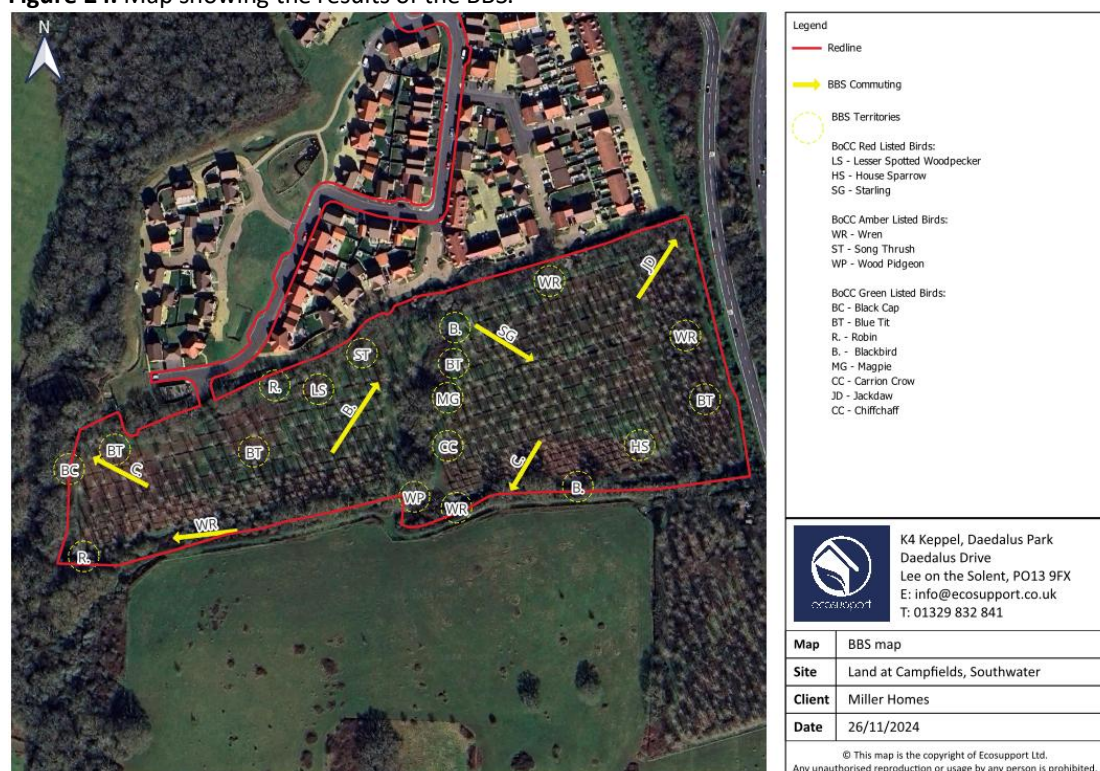 Figure 14. Map showing the results of the BBS.
N
JD
WR
B.
SG
WR
ST
BT
R.
LS
MG
BT
B.
BT
BT
CC
HS
BC
C.
C.
WP
WR
B.
WR
R.
Legend
Redline
BBS Commuting
BBS Territories
BoCC Red Listed Birds:
LS - Lesser Spotted Woodpecker
HS - House Sparrow
SG - Starling
BoCC Amber Listed Birds:
WR - Wren
ST - Song Thrush
WP - Wood Pidgeon
BoCC Green Listed Birds:
BC - Black Cap
BT - Blue Tit
R. - Robin
B. - Blackbird
MG - Magpie
CC - Carrion Crow
JD - Jackdaw
CC - Chiffchaff
ecosupport
K4 Keppel, Daedalus Park
Daedalus Drive
Lee on the Solent, PO13 9FX
E: info@ecosupport.co.uk
T: 01329 832 841
Map BBS map
Site Land at Campfields, Southwater
Client Miller Homes
Date 26/11/2024
© This map is the copyright of Ecosupport Ltd.
Any unauthorised reproduction or usage by any person is prohibited.